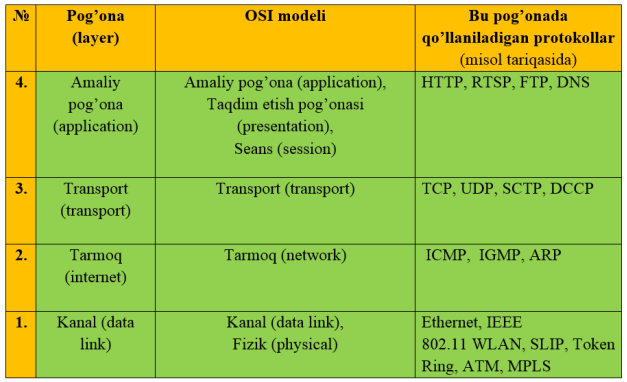 №
Pog’ona
(layer)
OSI modeli
Bu pog’onada
qo’llaniladigan protokollar
(misol tariqasida)
4.
Amaliy
pog’ona
(application)
Amaliy pog’ona (application),
Taqdim etish pog’onasi
(presentation),
Seans (session)
HTTP, RTSP, FTP, DNS
3.
Transport
(transport)
Transport (transport)
TCP, UDP, SCTP, DCCP
2.
Tarmoq
(internet)
Tarmoq (network)
ICMP, IGMP, ARP
1.
Kanal (data
link)
Kanal (data link),
Fizik (physical)
Ethernet, IEEE
802.11 WLAN, SLIP, Token
Ring, ATM, MPLS